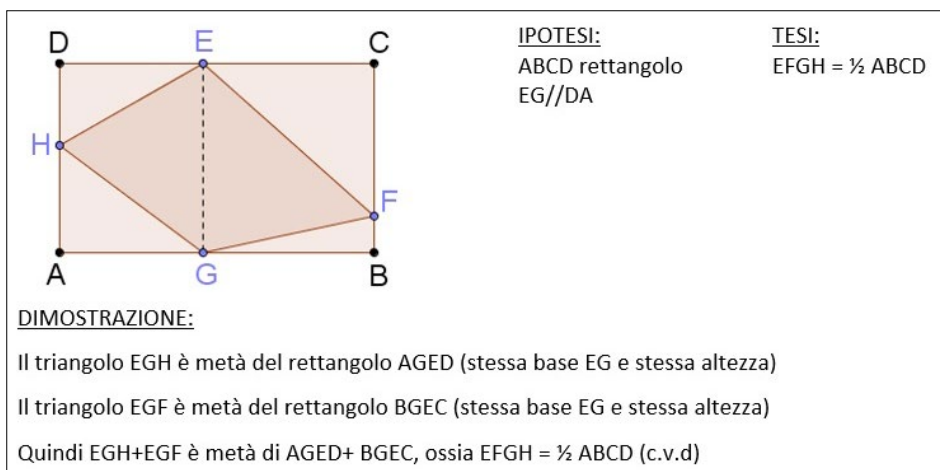 D E C
H
F
A G B
IPOTESI:
ABCD rettangolo
EG//DA
TESI:
EFGH = ½ ABCD
DIMOSTRAZIONE:
Il triangolo EGH è metà del rettangolo AGED (stessa base EG e stessa altezza)
Il triangolo EGF è metà del rettangolo BGEC (stessa base EG e stessa altezza)
Quindi EGH+EGF è metà di AGED+ BGEC, ossia EFGH = ½ ABCD (c.v.d)